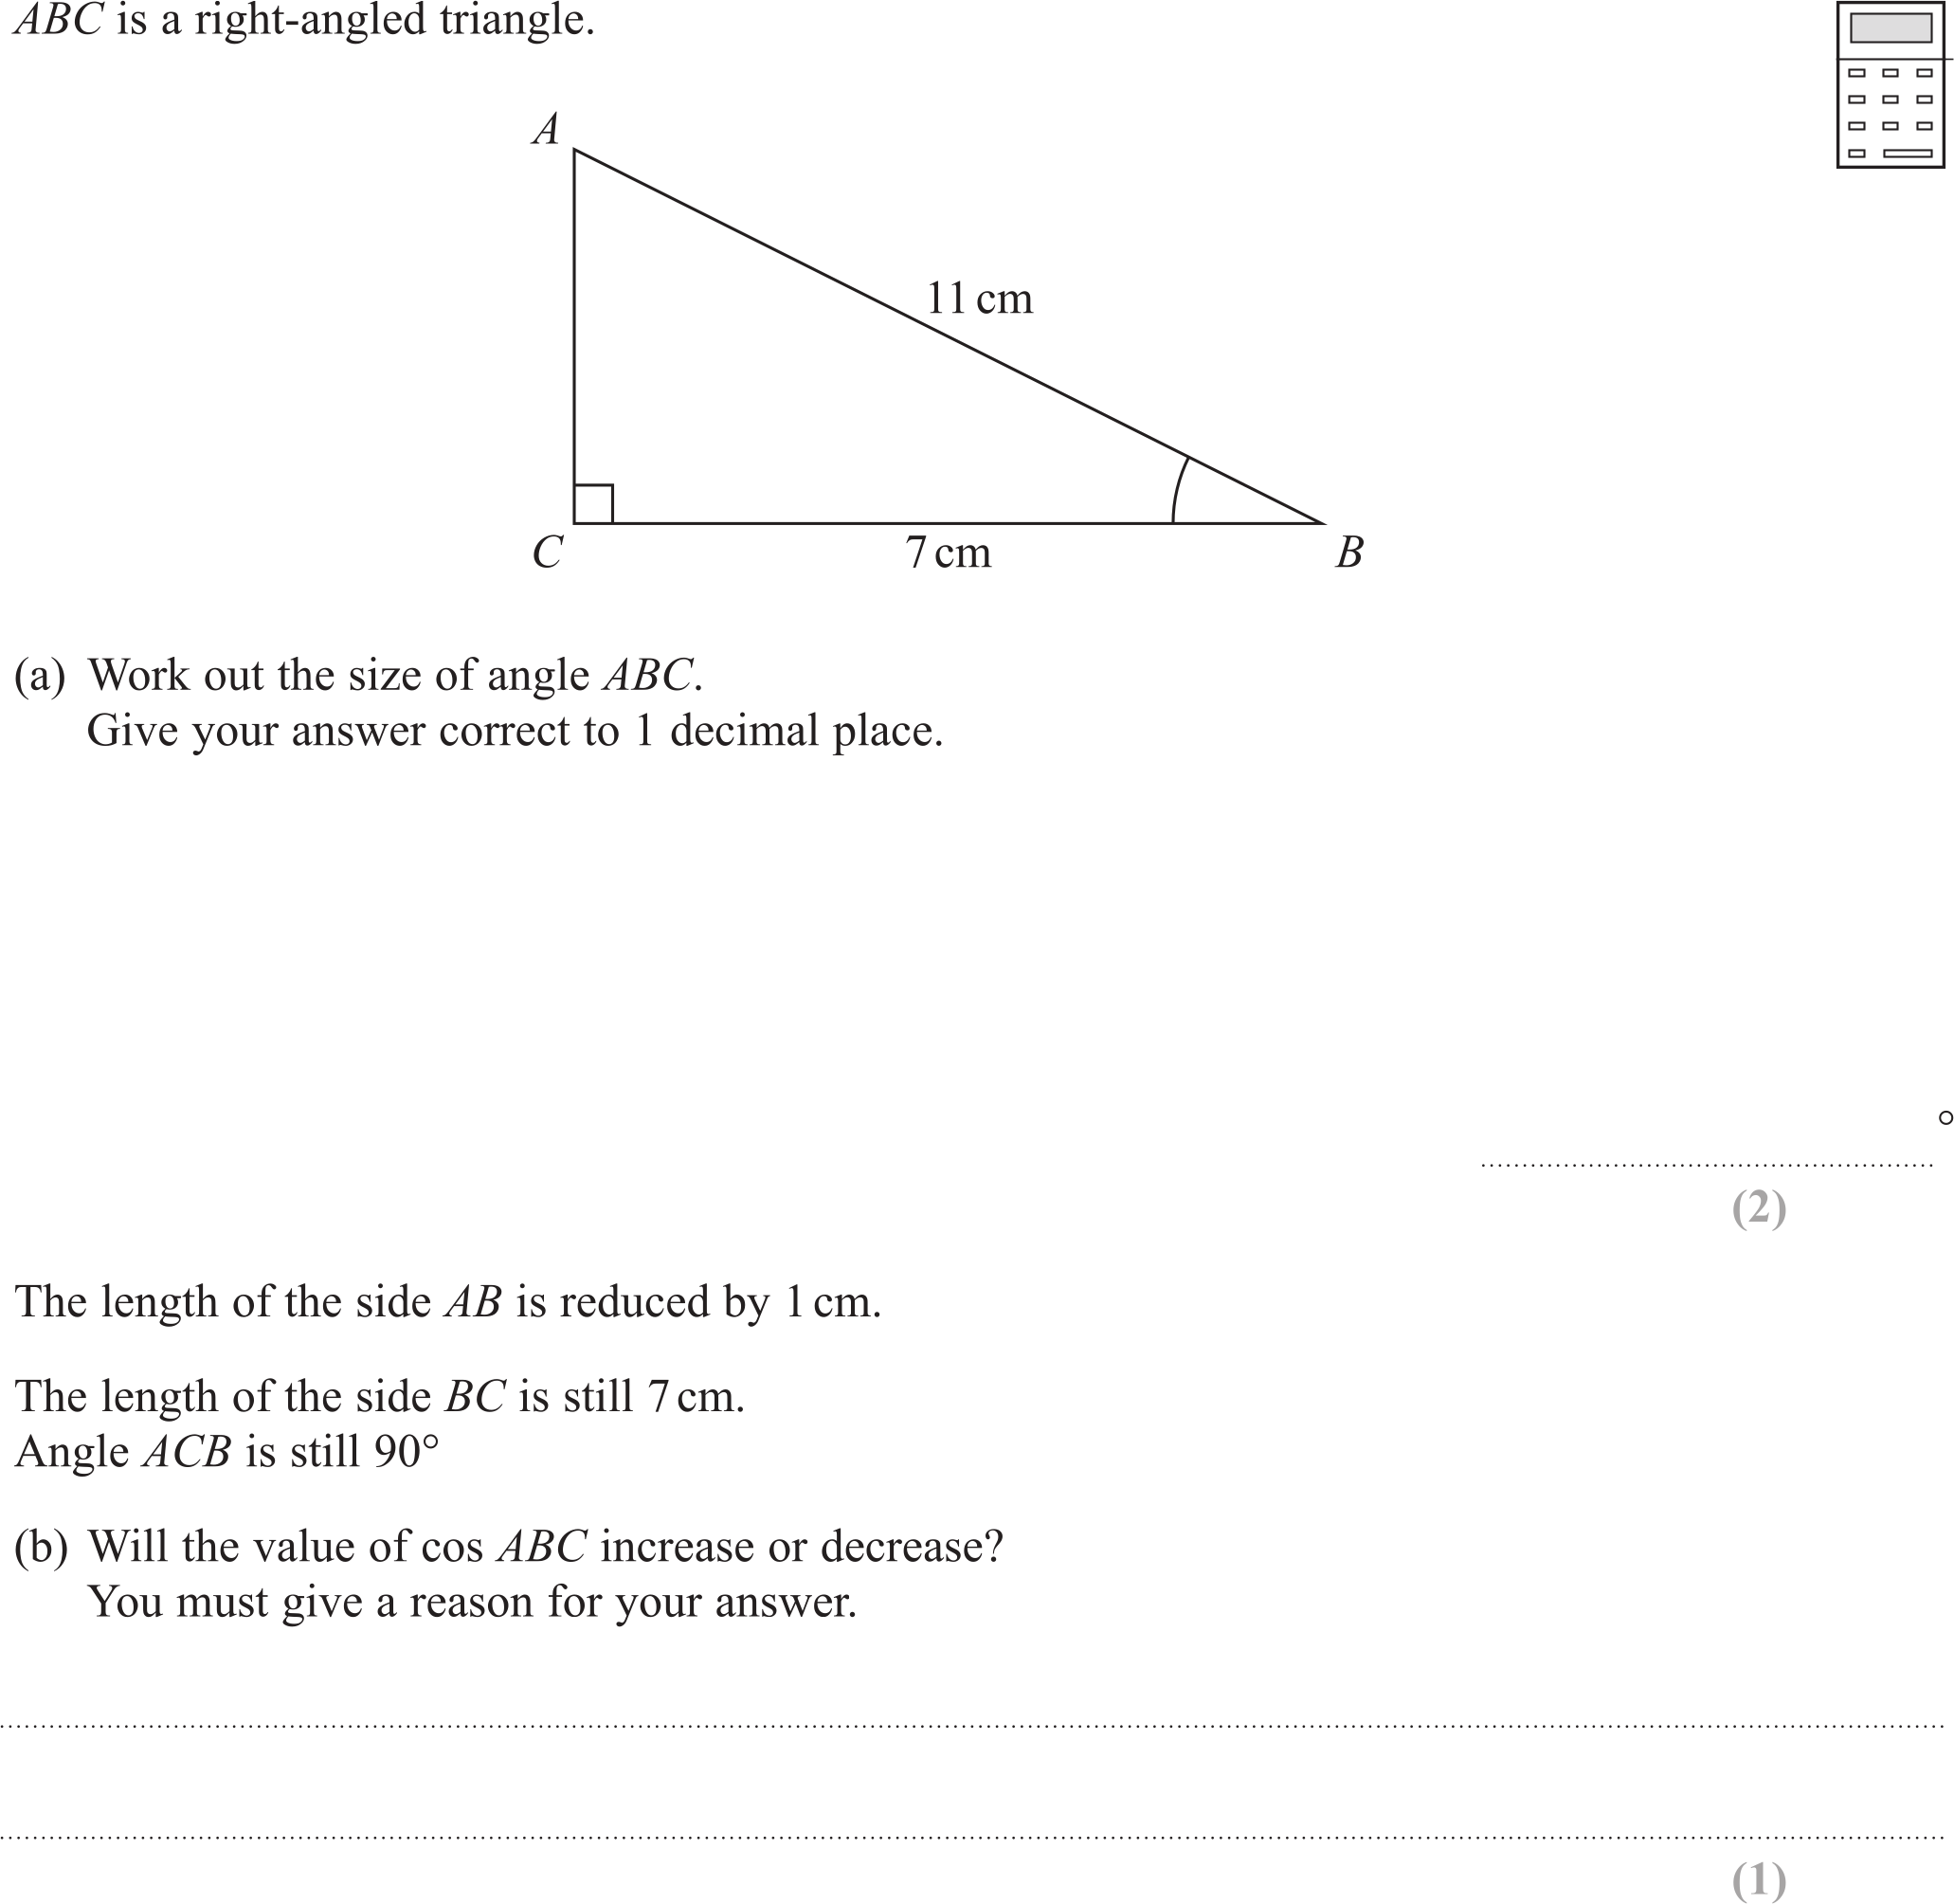 ABC is a right-angled triangle.
A
11 cm
C
7 cm
B
(a) Work out the size of angle ABC.
Give your answer correct to 1 decimal place.
°
(2)
The length of the side AB is reduced by 1 cm.
The length of the side BC is still 7 cm.
Angle ACB is still 90°
(b) Will the value of cos ABC increase or decrease?
You must give a reason for your answer.
(1)